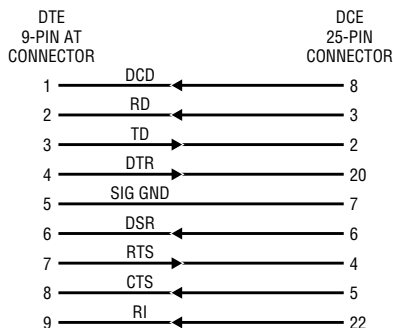 DTE
9-PIN AT
CONNECTOR
DCE
25-PIN
CONNECTOR
1 DCD 8
2 RD 3
3 TD 2
4 DTR 20
5 SIG GND 7
6 DSR 6
7 RTS 4
8 CTS 5
9 RI 22